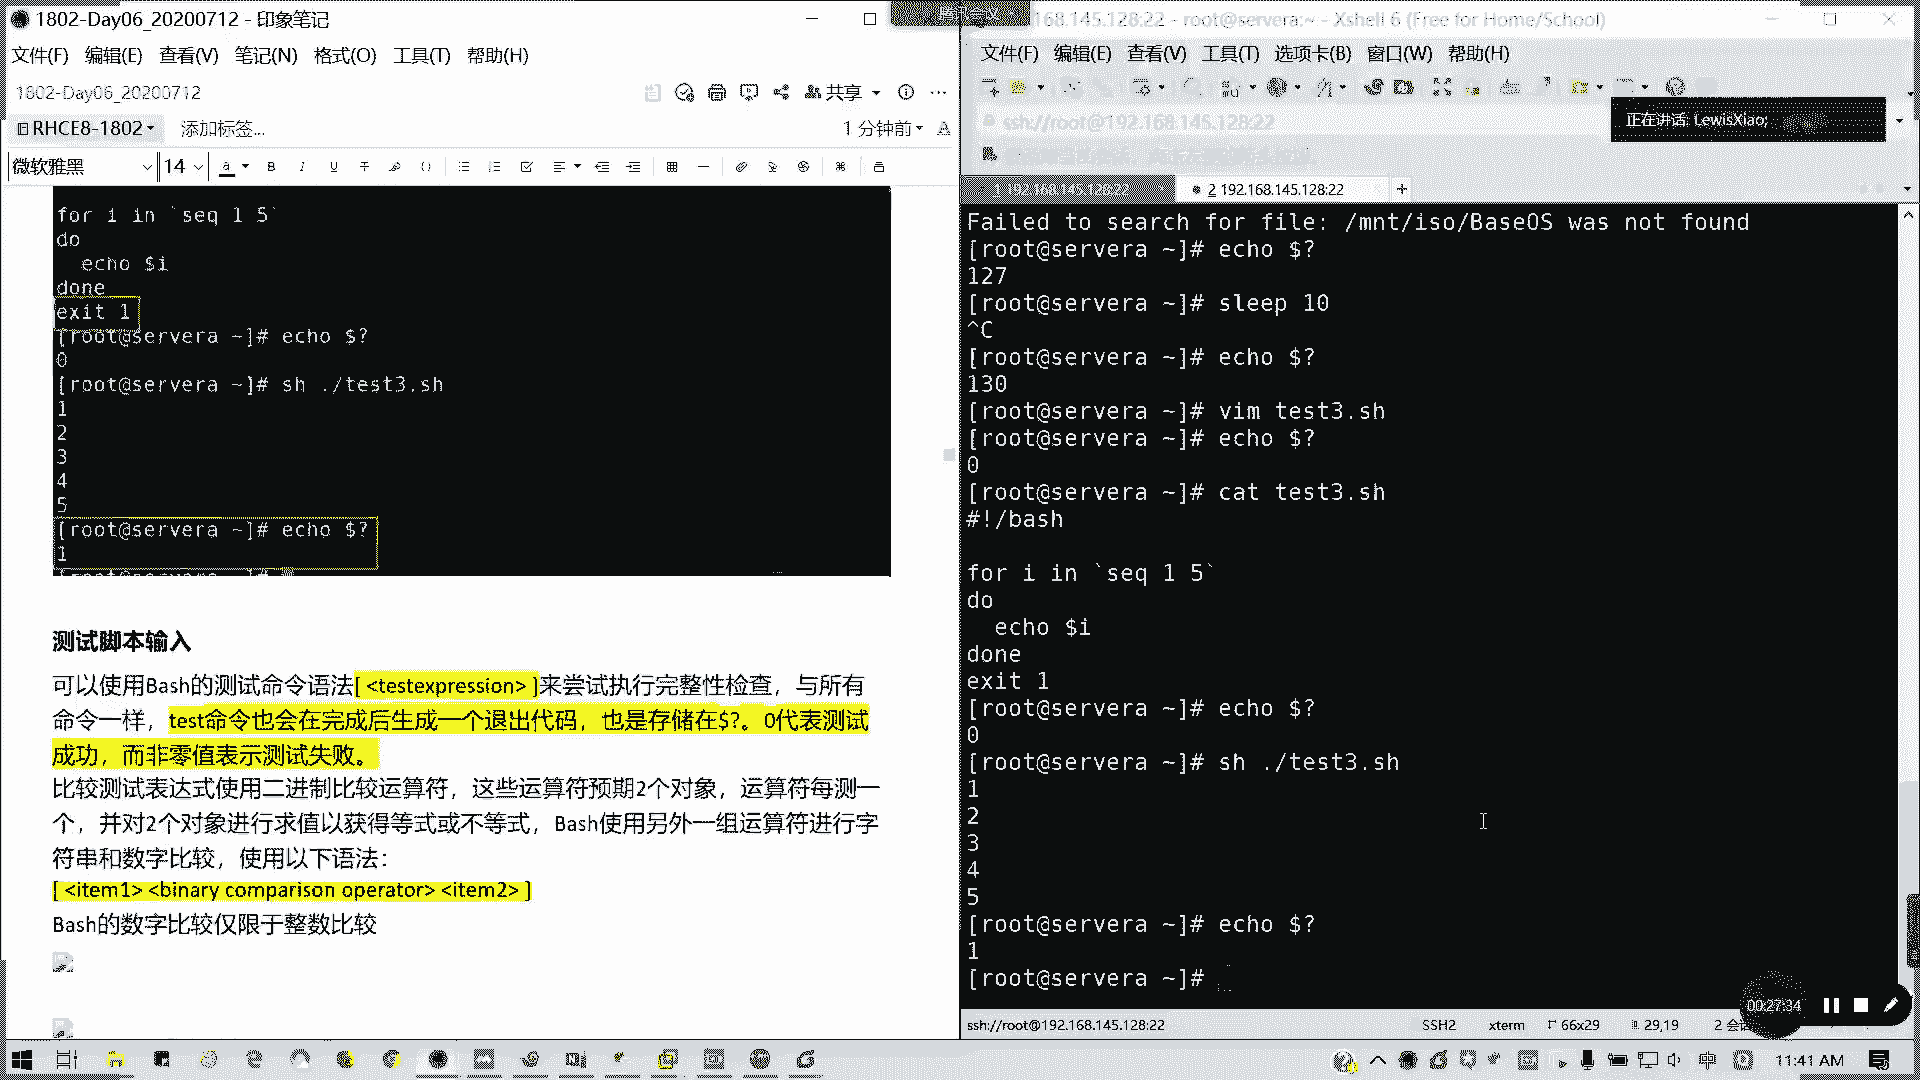 1802-Day06_20200712 - 印象笔记
文件(F) 编辑(E) 查看(V) 笔记(N) 格式(O) 工具(T) 帮助(H)
1802-Day06_20200712
共享
RHCE8-1802 添加标签...
1 分钟前
微软雅黑 14
for i in `seq 1 5`
do
echo $i
done
exit 1
[root@servera ~]# echo $?
0
[root@servera ~]# sh ./test3.sh
1
2
3
4
5
[root@servera ~]# echo $?
1
测试脚本输入
可以使用Bash的测试命令语法[ <testexpression> ]来尝试执行完整性检查，与所有
命令一样，test命令也会在完成后生成一个退出代码，也是存储在$?。0代表测试
成功，而非零值表示测试失败。
比较测试表达式使用二进制比较运算符，这些运算符预期2个对象，运算符每测一
个，并对2个对象进行求值以获得等式或不等式，Bash使用另外一组运算符进行字
符串和数字比较，使用以下语法：
[ <item1> <binary comparison operator> <item2> ]
Bash的数字比较仅限于整数比较
168.145.128:22 - root@servera:~ - Xshell 6 (Free for Home/School)
文件(F) 编辑(E) 查看(V) 工具(T) 选项卡(B) 窗口(W) 帮助(H)
ssh://root@192.168.145.128:22
正在讲话: LewisXiao;
1 192.168.145.128:22
2 192.168.145.128:22
Failed to search for file: /mnt/iso/BaseOS was not found
[root@servera ~]# echo $?
127
[root@servera ~]# sleep 10
^C
[root@servera ~]# echo $?
130
[root@servera ~]# vim test3.sh
[root@servera ~]# echo $?
0
[root@servera ~]# cat test3.sh
#!/bash
for i in `seq 1 5`
do
echo $i
done
exit 1
[root@servera ~]# echo $?
0
[root@servera ~]# sh ./test3.sh
1
2
3
4
5
[root@servera ~]# echo $?
1
[root@servera ~]#
00:27:34
ssh://root@192.168.145.128:22 SSH2 xterm 66x29 29,19
中 11:41 AM